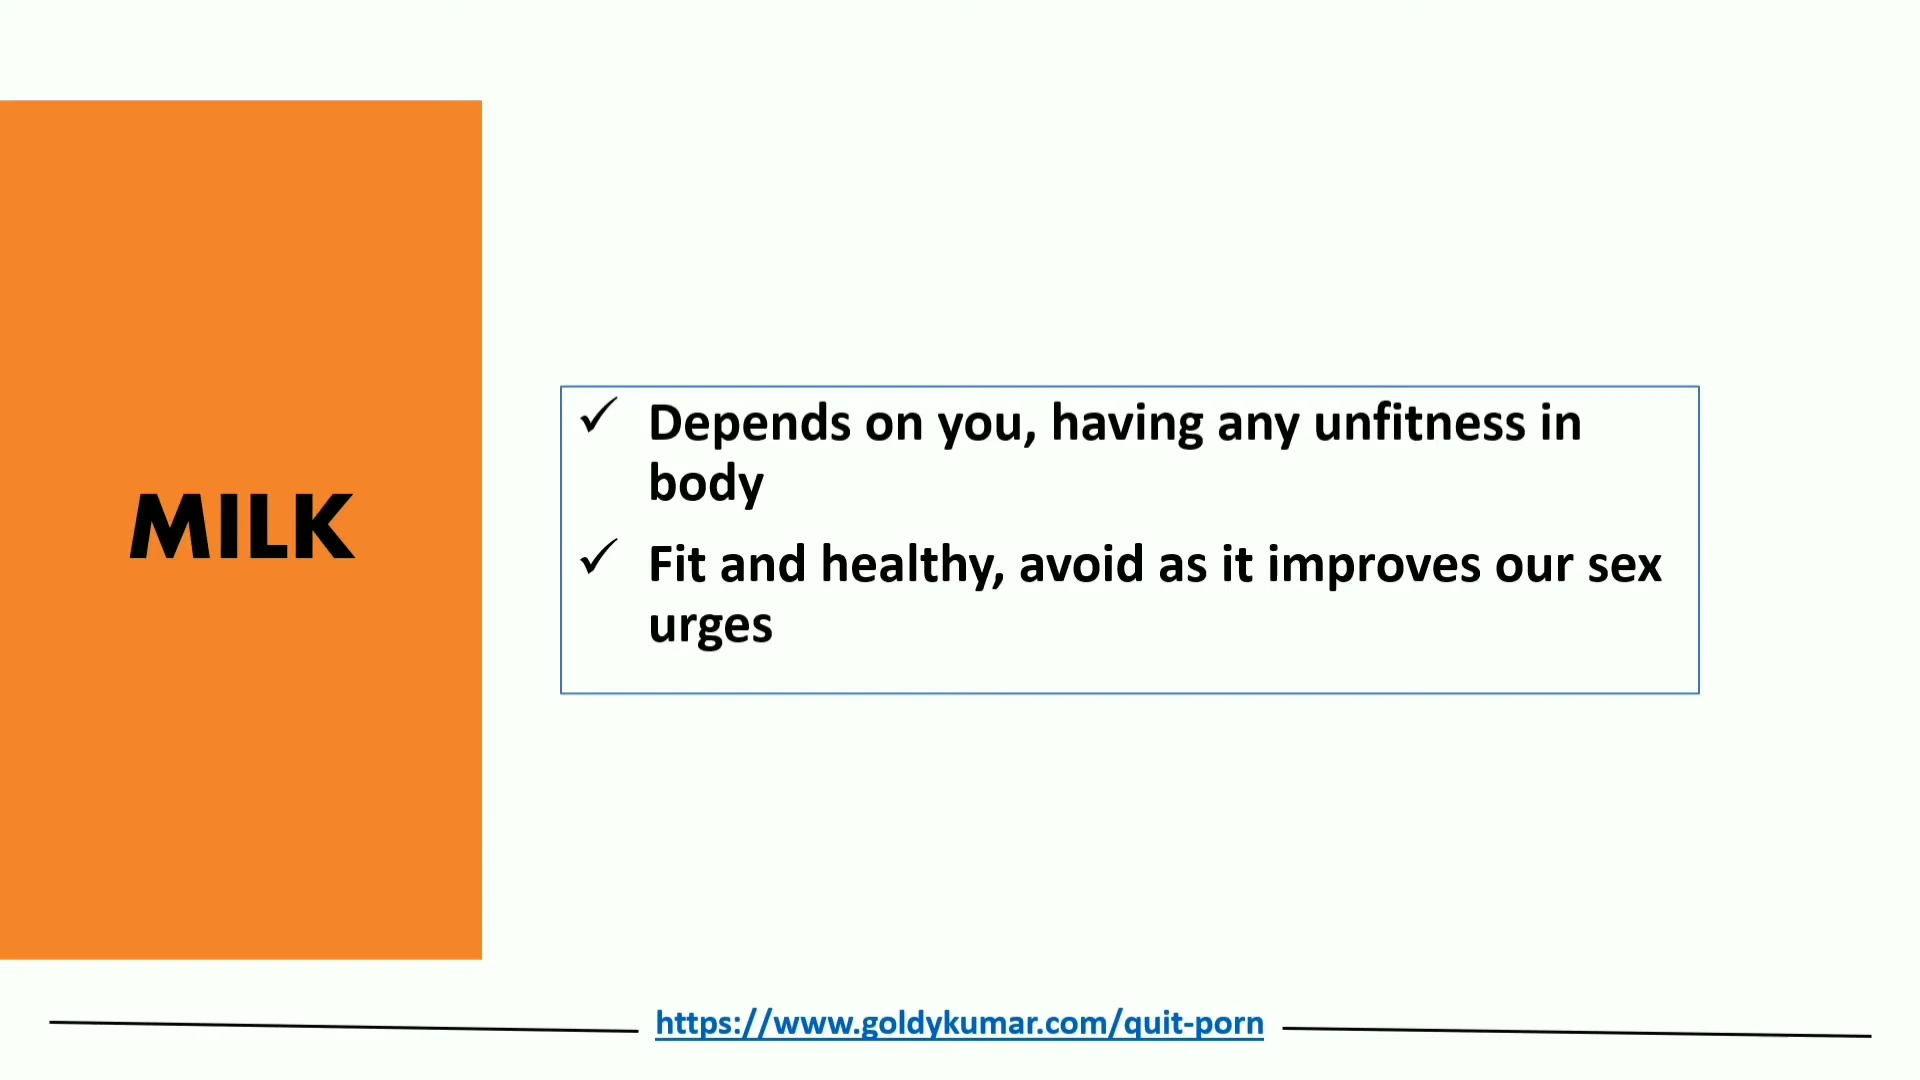 MILK
✓ Depends on you, having any unfitness in
body
✓ Fit and healthy, avoid as it improves our sex
urges
https://www.goldykumar.com/quit-porn